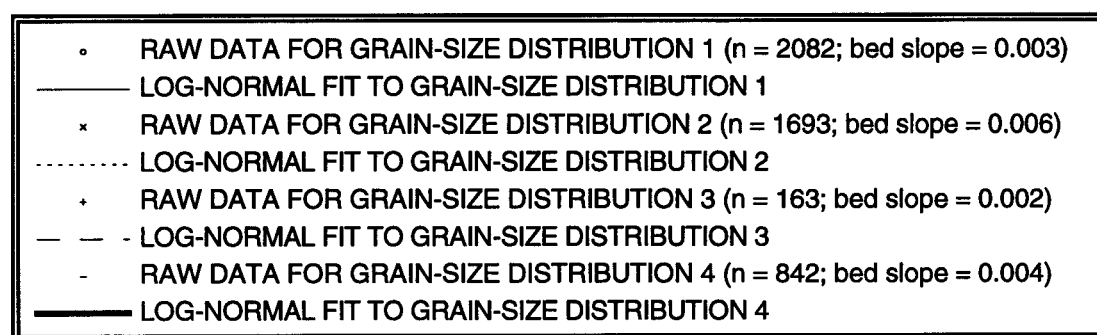 RAW DATA FOR GRAIN-SIZE DISTRIBUTION 1 (n = 2082; bed slope = 0.003)
LOG-NORMAL FIT TO GRAIN-SIZE DISTRIBUTION 1
RAW DATA FOR GRAIN-SIZE DISTRIBUTION 2 (n = 1693; bed slope = 0.006)
LOG-NORMAL FIT TO GRAIN-SIZE DISTRIBUTION 2
RAW DATA FOR GRAIN-SIZE DISTRIBUTION 3 (n = 163; bed slope = 0.002)
LOG-NORMAL FIT TO GRAIN-SIZE DISTRIBUTION 3
RAW DATA FOR GRAIN-SIZE DISTRIBUTION 4 (n = 842; bed slope = 0.004)
LOG-NORMAL FIT TO GRAIN-SIZE DISTRIBUTION 4